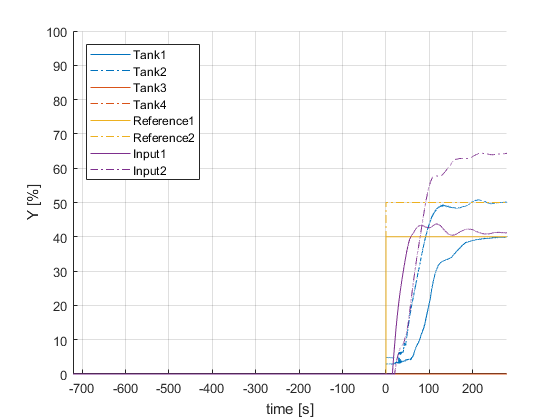 100
90
80
70
60
50
40
30
20
10
0
Y [%]
Tank1
Tank2
Tank3
Tank4
Reference1
Reference2
Input1
Input2
-700 -600 -500 -400 -300 -200 -100 0 100 200
time [s]